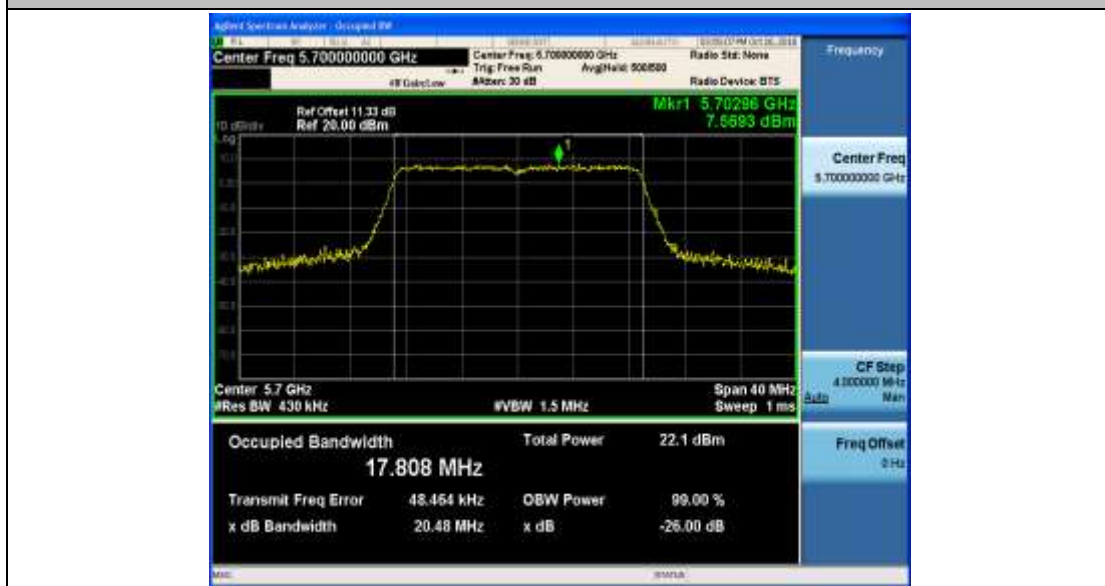 Agilent Spectrum Analyzer - Occupied BW
Center Freq 5.700000000 GHz
Center Freq: 5.700000000 GHz
Radio Std: None
Trig: Free Run
Avg|Hold: 500/500
#IFGain:Low
#Atten: 30 dB
Radio Device: BTS
Ref Offset 11.33 dB
Mkr1 5.70296 GHz
10 dB/div
Ref 20.00 dBm
7.5593 dBm
Log
1
Center 5.7 GHz
Span 40 MHz
#Res BW 430 kHz
#VBW 1.5 MHz
Sweep 1 ms
Occupied Bandwidth
Total Power
22.1 dBm
17.808 MHz
Transmit Freq Error
48.464 kHz
OBW Power
99.00 %
x dB Bandwidth
20.48 MHz
x dB
-26.00 dB
MSG
STATUS
Frequency
Center Freq
5.700000000 GHz
CF Step
4.000000 MHz
Auto
Man
Freq Offset
0 Hz